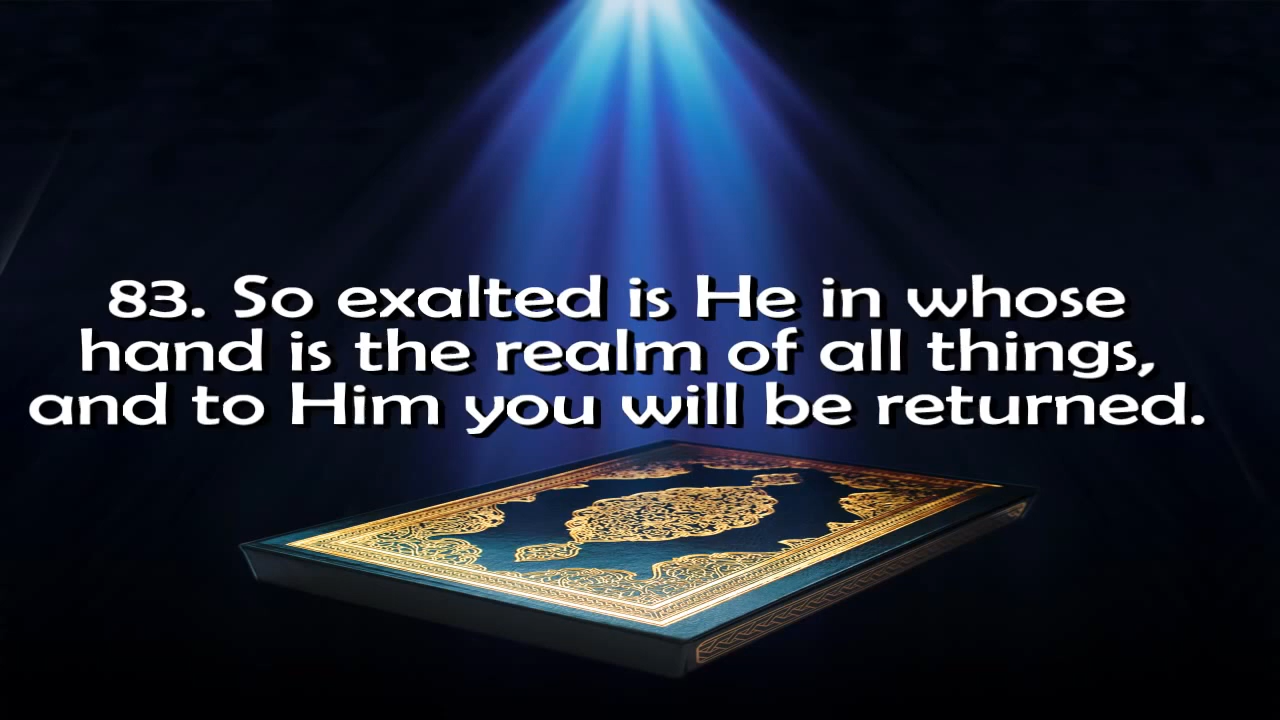 83. So exalted is He in whose
hand is the realm of all things,
and to Him you will be returned.